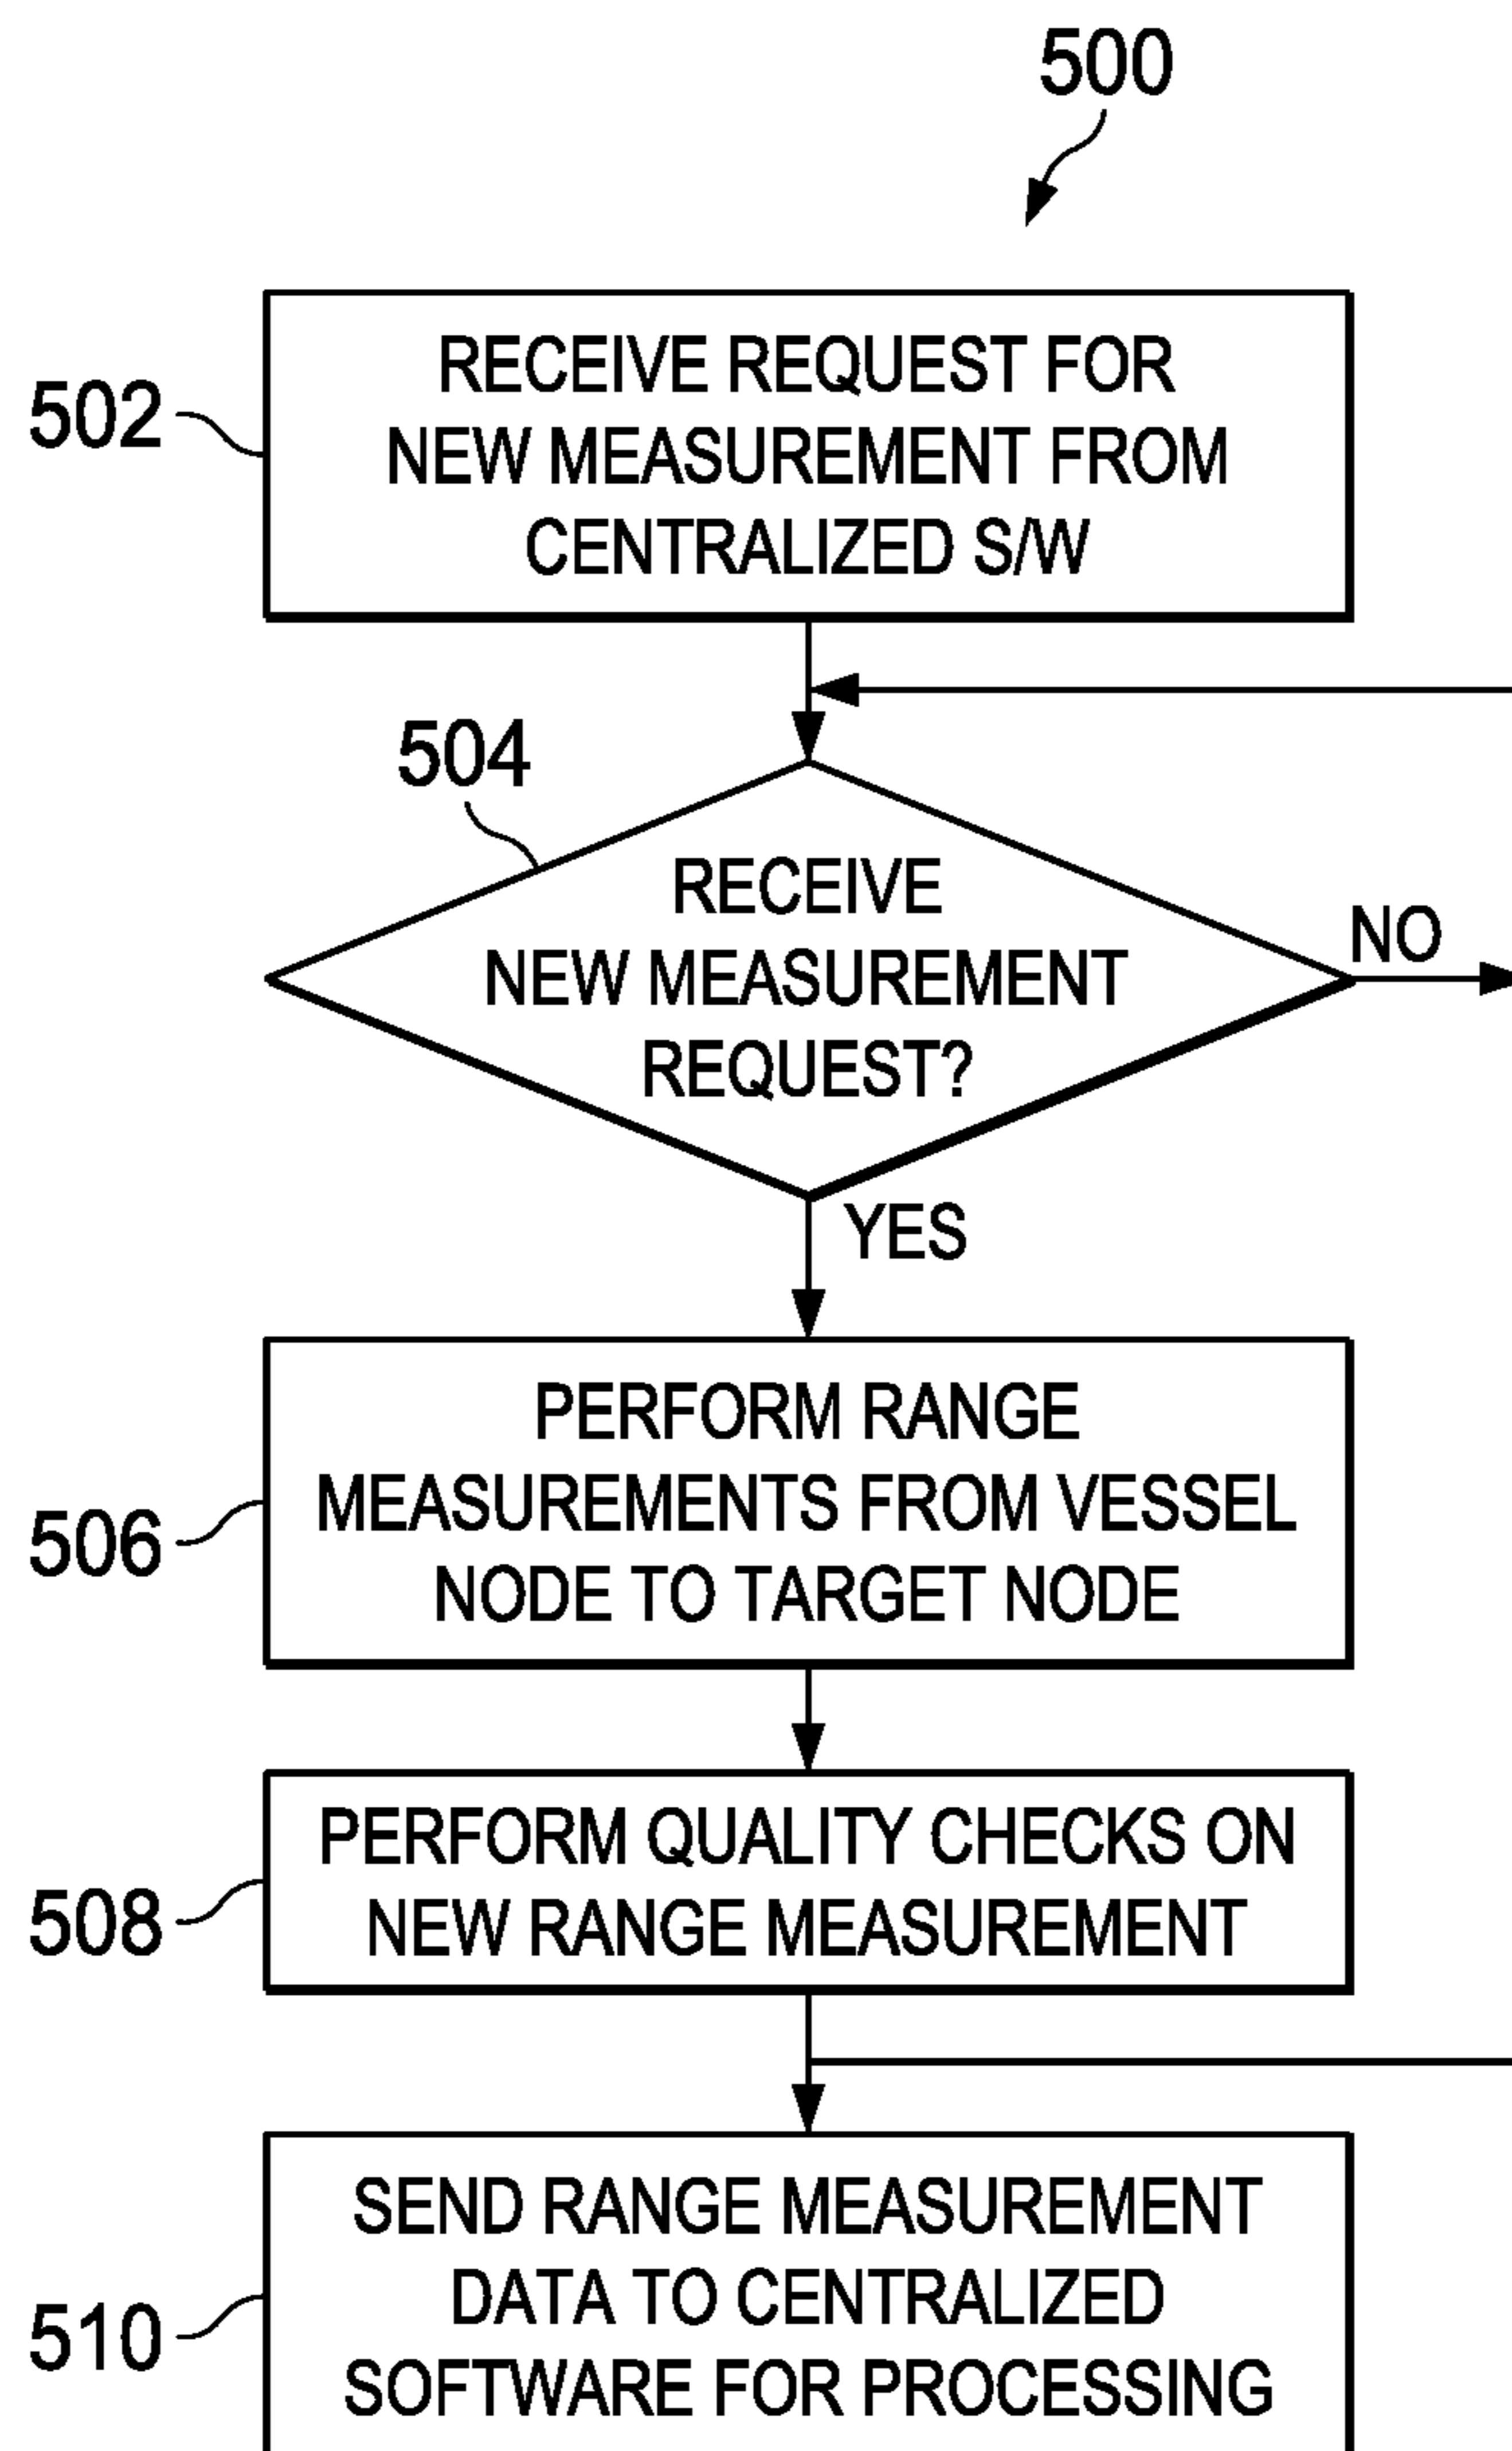 500
502
RECEIVE REQUEST FOR
NEW MEASUREMENT FROM
CENTRALIZED S/W
504
RECEIVE
NEW MEASUREMENT
REQUEST?
NO
YES
506
PERFORM RANGE
MEASUREMENTS FROM VESSEL
NODE TO TARGET NODE
508
PERFORM QUALITY CHECKS ON
NEW RANGE MEASUREMENT
510
SEND RANGE MEASUREMENT
DATA TO CENTRALIZED
SOFTWARE FOR PROCESSING